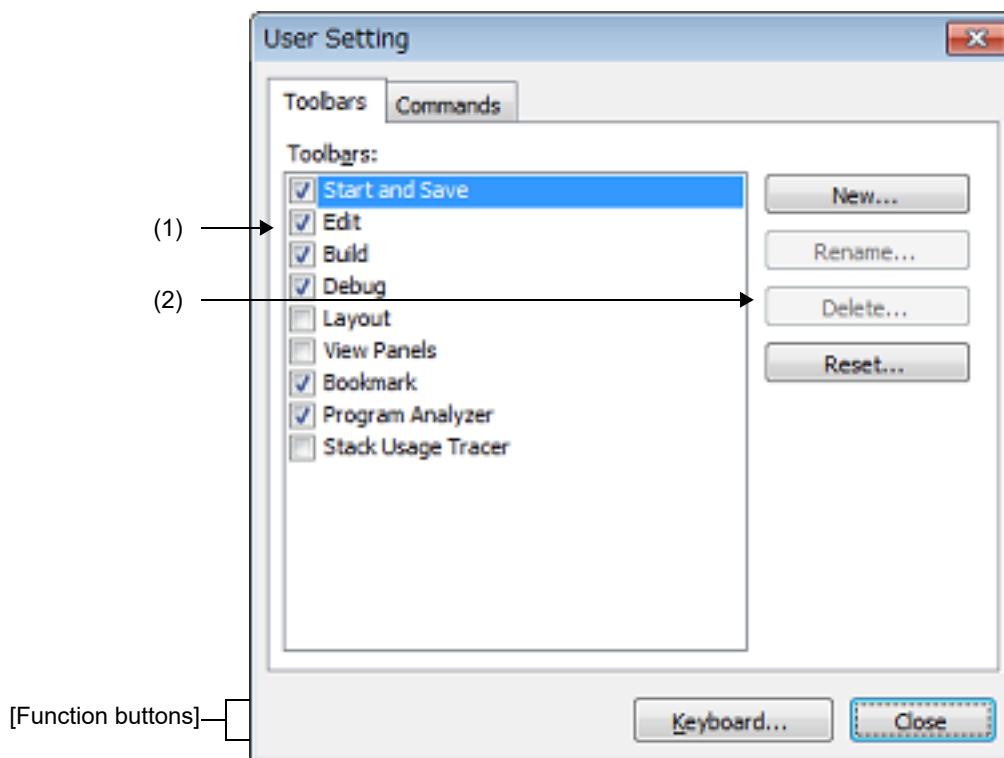 User Setting
Toolbars Commands
Toolbars:
Start and Save
Edit
Build
Debug
Layout
View Panels
Bookmark
Program Analyzer
Stack Usage Tracer
New...
Rename...
Delete...
Reset...
(1)
(2)
[Function buttons]
Keyboard... Close